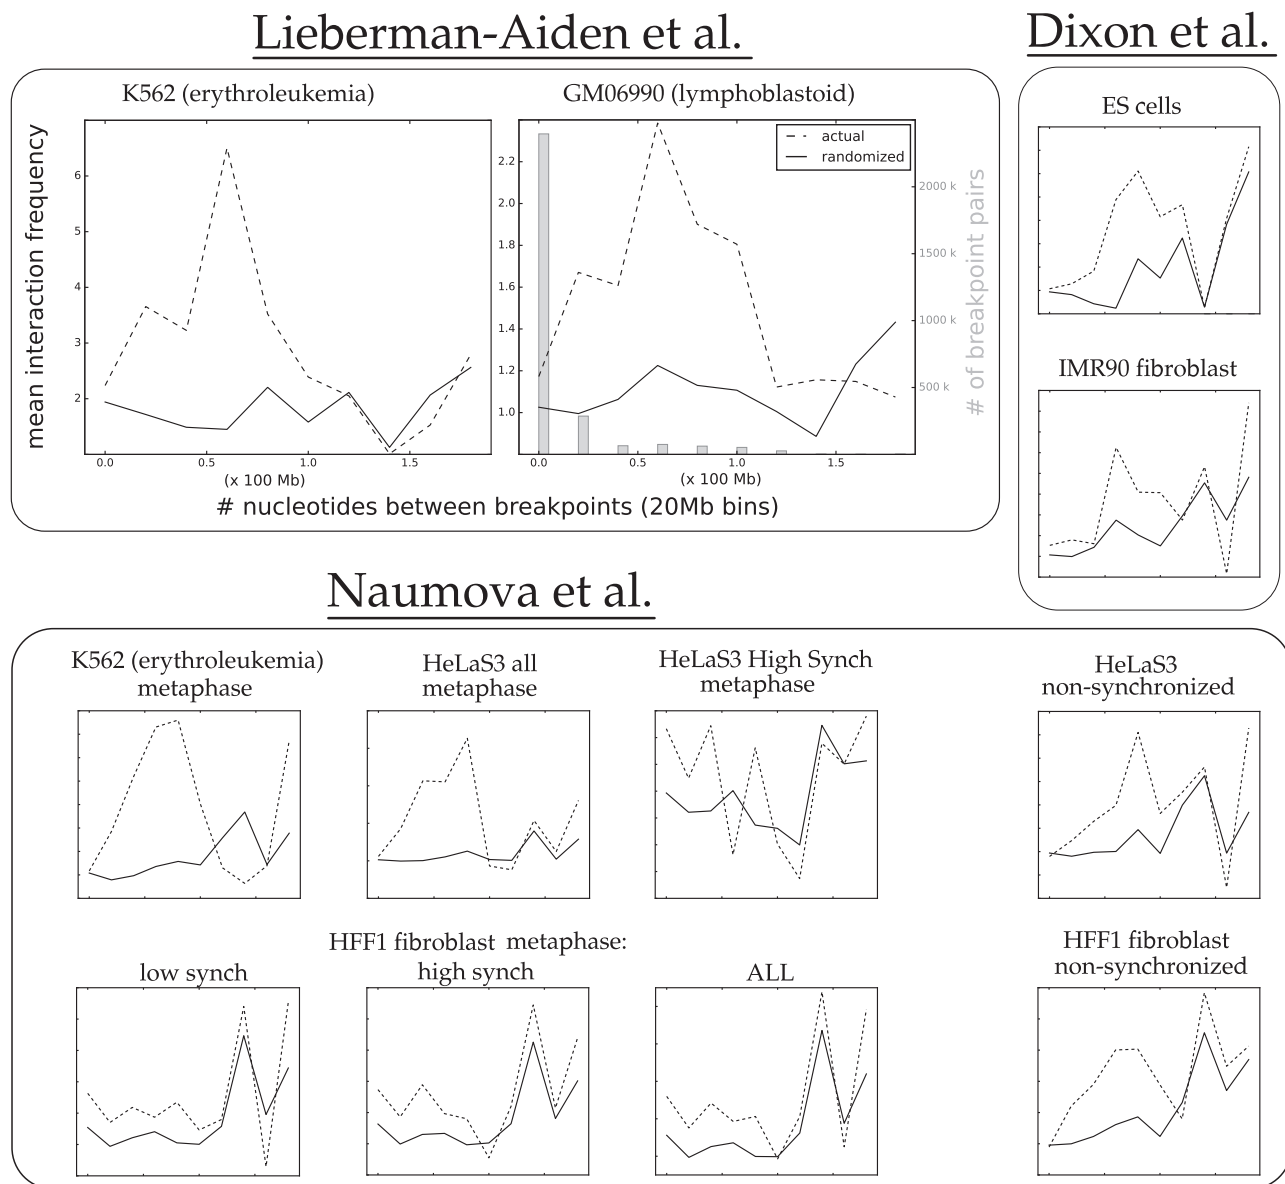 Lieberman-Aiden et al.
Dixon et al.
K562 (erythroleukemia)
GM06990 (lymphoblastoid)
mean interaction frequency
6
5
4
3
2
0.0
0.5
1.0
1.5
(x 100 Mb)
2.2
2.0
1.8
1.6
1.4
1.2
1.0
actual
randomized
2000 k
1500 k
1000 k
500 k
# of breakpoint pairs
0.0
0.5
1.0
1.5
(x 100 Mb)
# nucleotides between breakpoints (20Mb bins)
ES cells
IMR90 fibroblast
Naumova et al.
K562 (erythroleukemia)
metaphase
HeLaS3 all
metaphase
HeLaS3 High Synch
metaphase
HeLaS3
non-synchronized
HFF1 fibroblast metaphase:
low synch
high synch
ALL
HFF1 fibroblast
non-synchronized